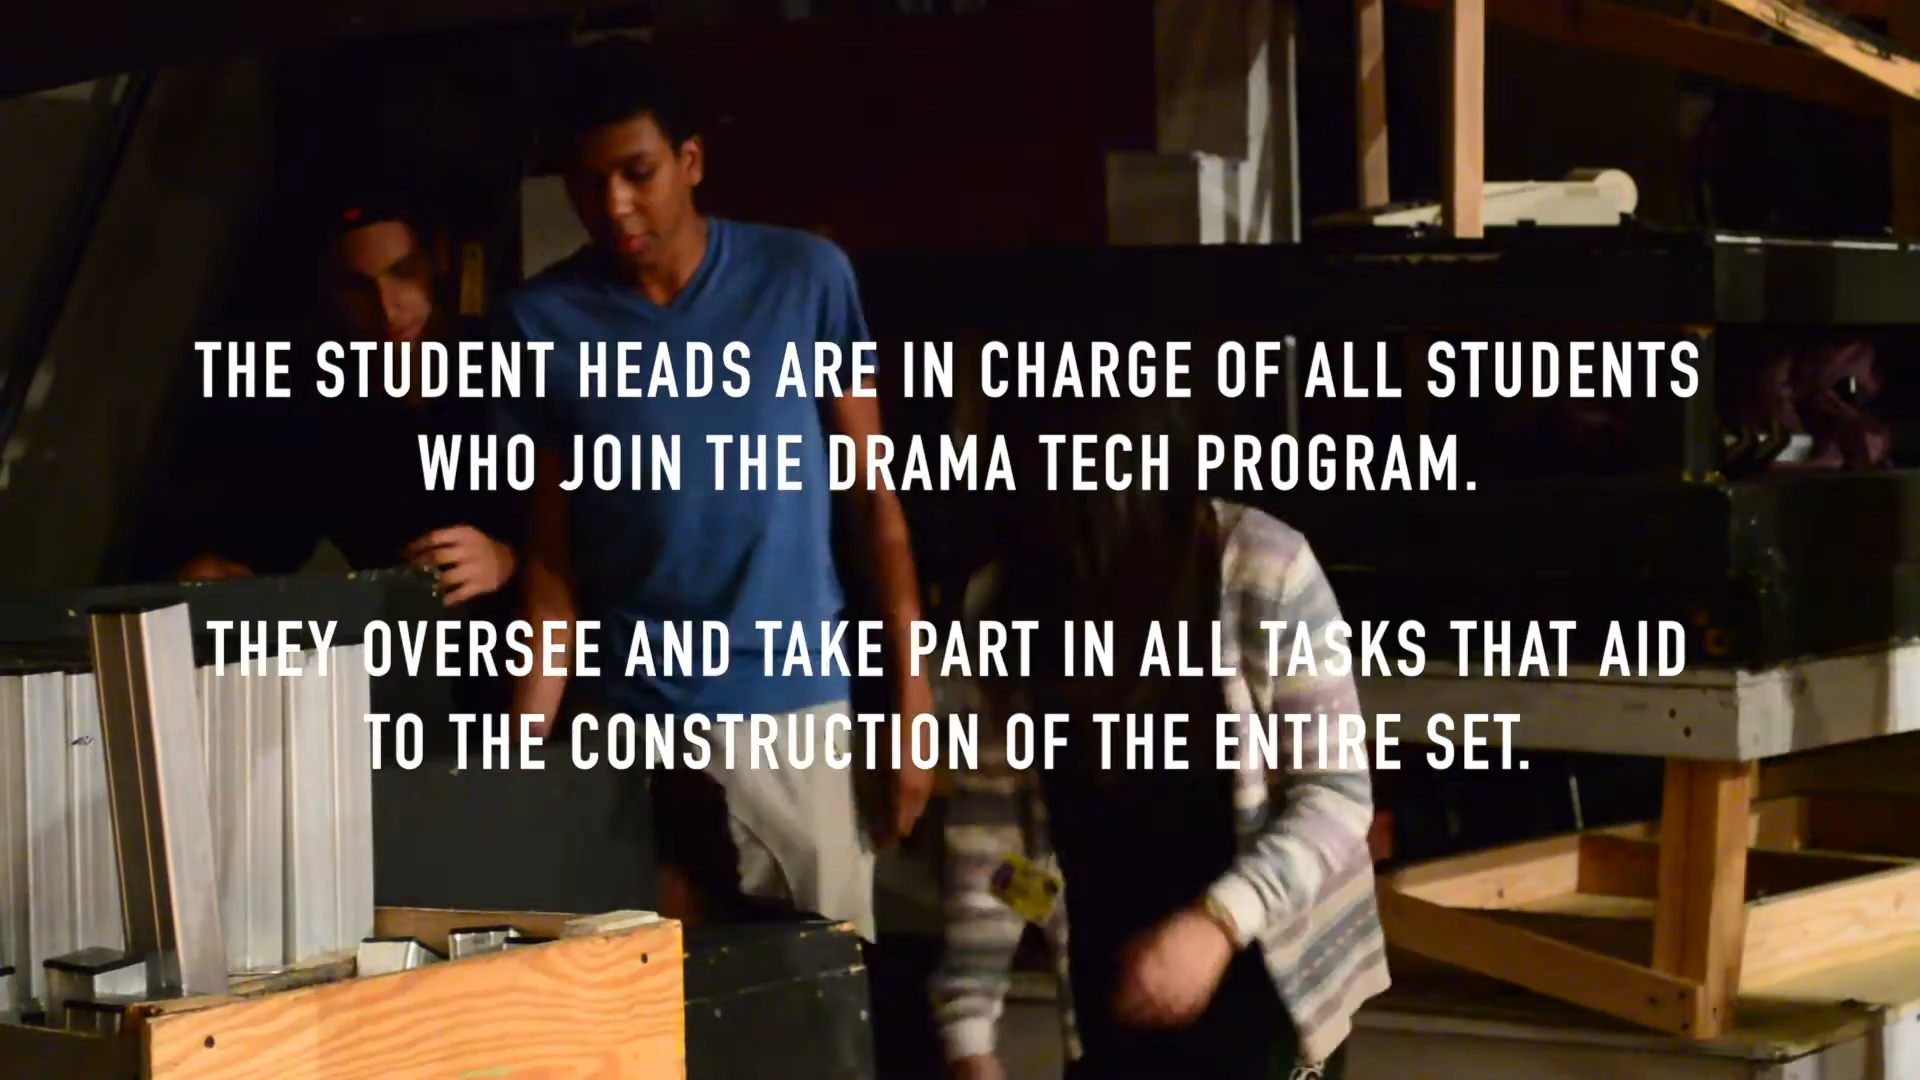 THE STUDENT HEADS ARE IN CHARGE OF ALL STUDENTS
WHO JOIN THE DRAMA TECH PROGRAM.
THEY OVERSEE AND TAKE PART IN ALL TASKS THAT AID
TO THE CONSTRUCTION OF THE ENTIRE SET.